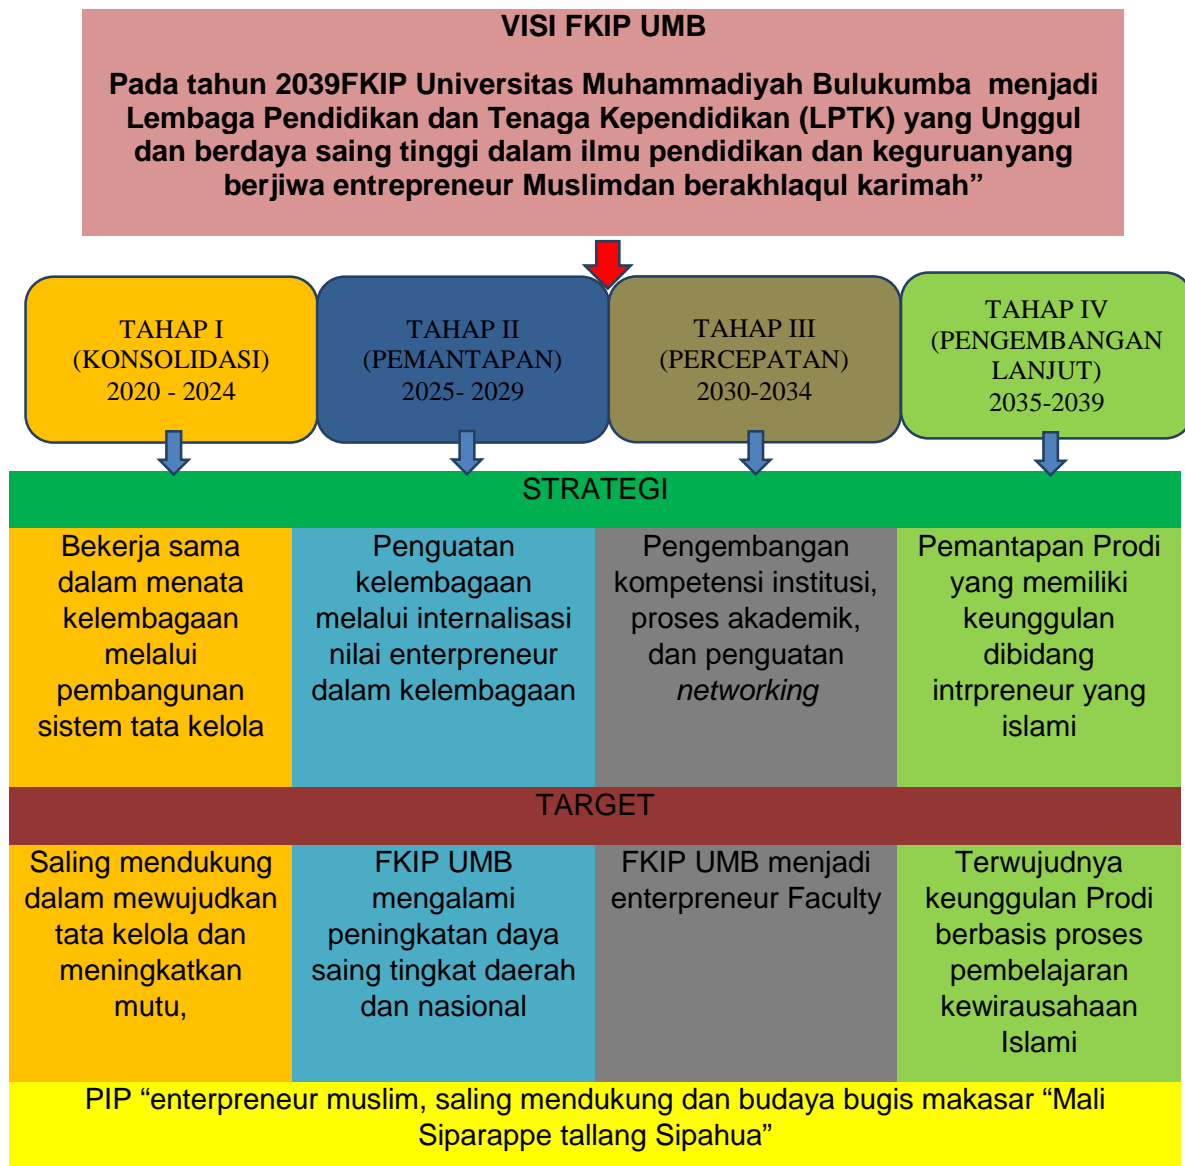 VISI FKIP UMB
Pada tahun 2039FKIP Universitas Muhammadiyah Bulukumba menjadi
Lembaga Pendidikan dan Tenaga Kependidikan (LPTK) yang Unggul
dan berdaya saing tinggi dalam ilmu pendidikan dan keguruanyang
berjiwa entrepreneur Muslimdan berakhlaqul karimah”
TAHAP I
(KONSOLIDASI)
2020 - 2024
TAHAP II
(PEMANTAPAN)
2025- 2029
TAHAP III
(PERCEPATAN)
2030-2034
TAHAP IV
(PENGEMBANGAN
LANJUT)
2035-2039
STRATEGI
Bekerja sama
dalam menata
kelembagaan
melalui
pembangunan
sistem tata kelola
Penguatan
kelembagaan
melalui internalisasi
nilai enterpreneur
dalam kelembagaan
Pengembangan
kompetensi institusi,
proses akademik,
dan penguatan
networking
Pemantapan Prodi
yang memiliki
keunggulan
dibidang
intrpreneur yang
islami
TARGET
Saling mendukung
dalam mewujudkan
tata kelola dan
meningkatkan
mutu,
FKIP UMB
mengalami
peningkatan daya
saing tingkat daerah
dan nasional
FKIP UMB menjadi
enterpreneur Faculty
Terwujudnya
keunggulan Prodi
berbasis proses
pembelajaran
kewirausahaan
Islami
PIP “enterpreneur muslim, saling mendukung dan budaya bugis makasar “Mali
Siparappe tallang Sipahua”